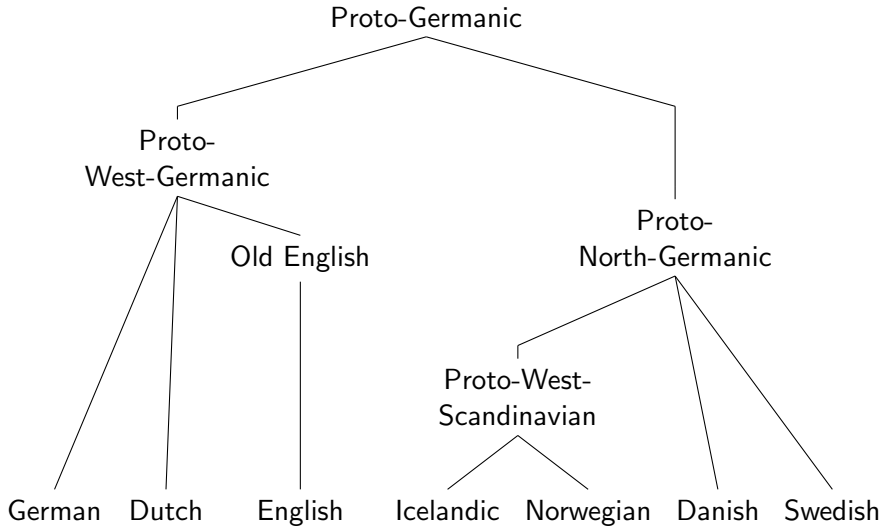 Proto-Germanic
Proto-
West-Germanic
Old English
Proto-
North-Germanic
Proto-West-
Scandinavian
German Dutch English Icelandic Norwegian Danish Swedish